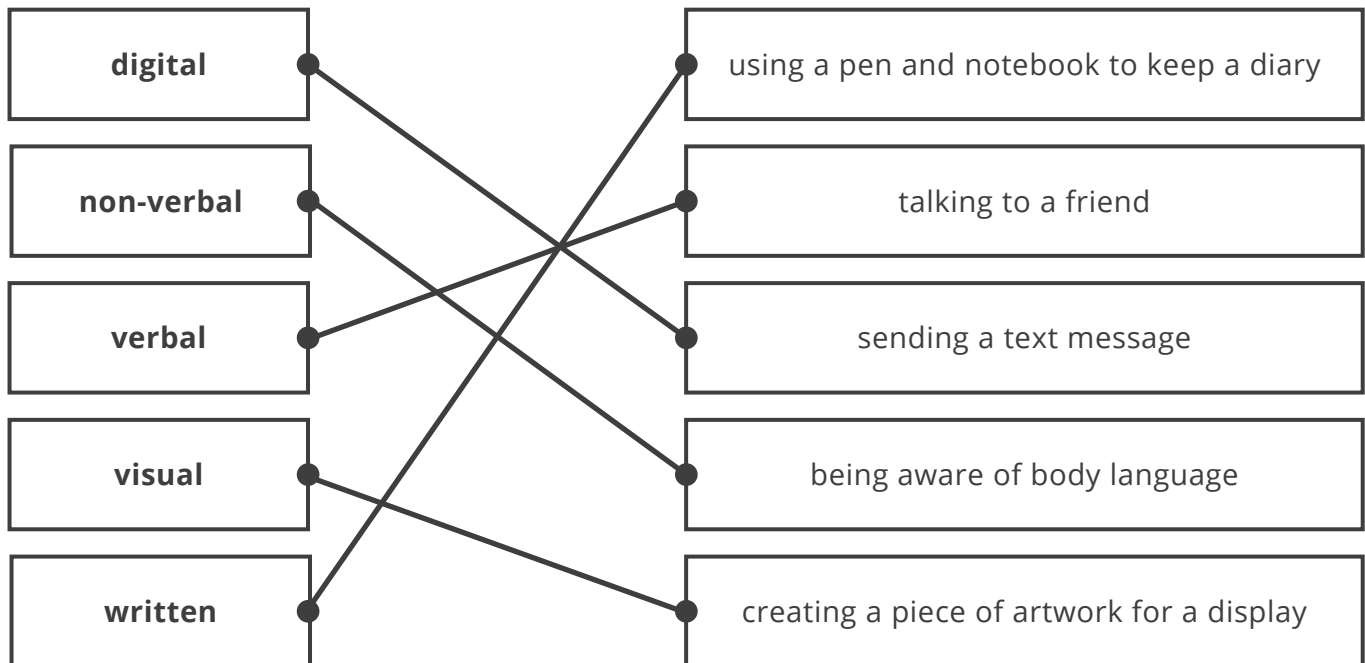 digital
using a pen and notebook to keep a diary
non-verbal
talking to a friend
verbal
sending a text message
visual
being aware of body language
written
creating a piece of artwork for a display